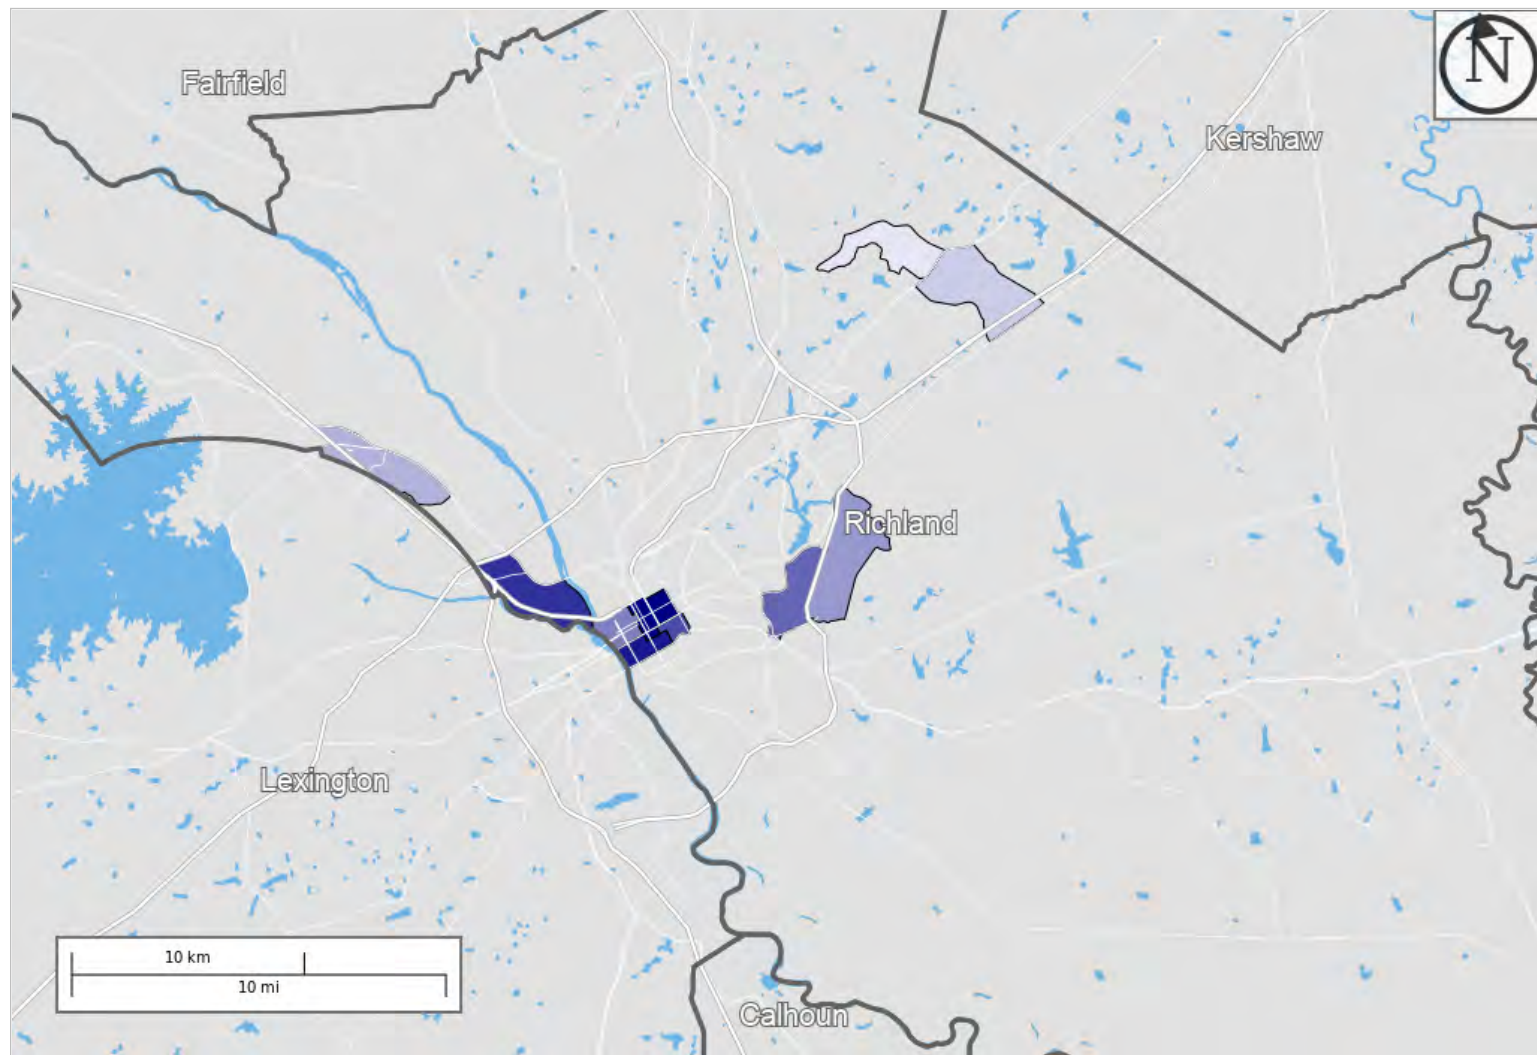 Fairfield
N
Kershaw
Richland
Lexington
10 km
10 mi
Calhoun